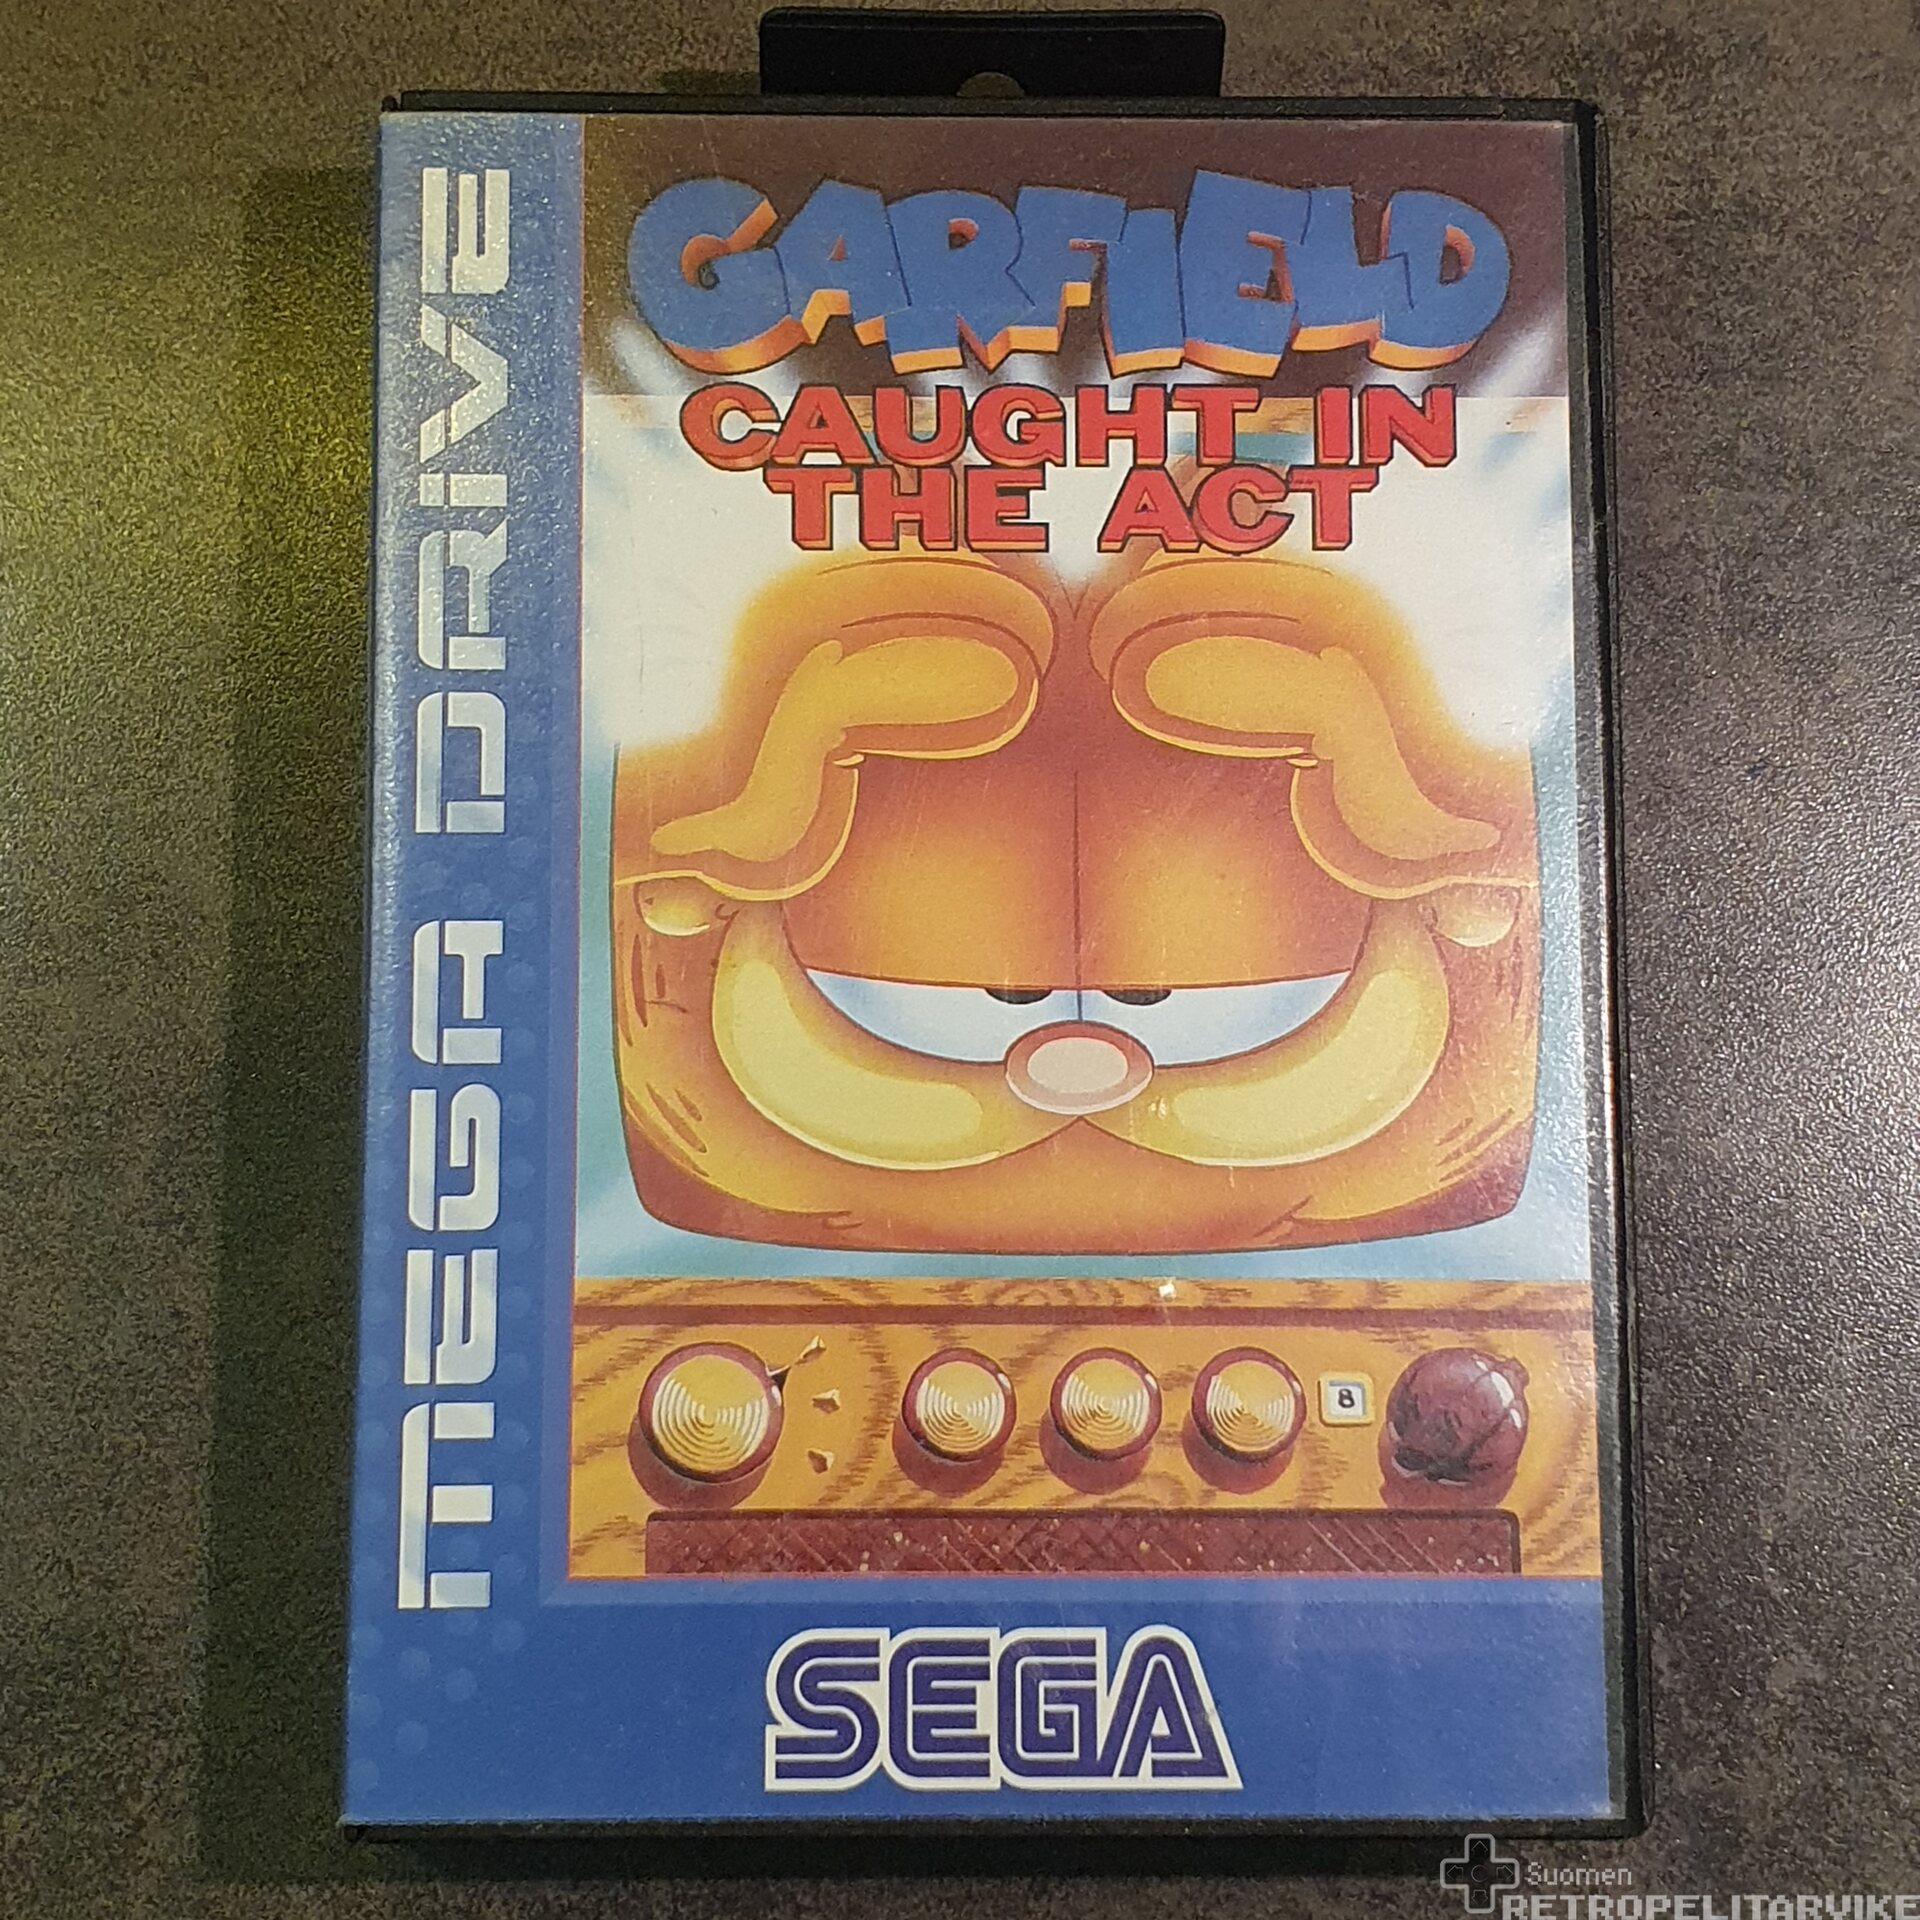 GARFIELD
CAUGHT IN
THE ACT
MEGA DRIVE
8
SEGA
Suomen
RETROPELITARVIKE